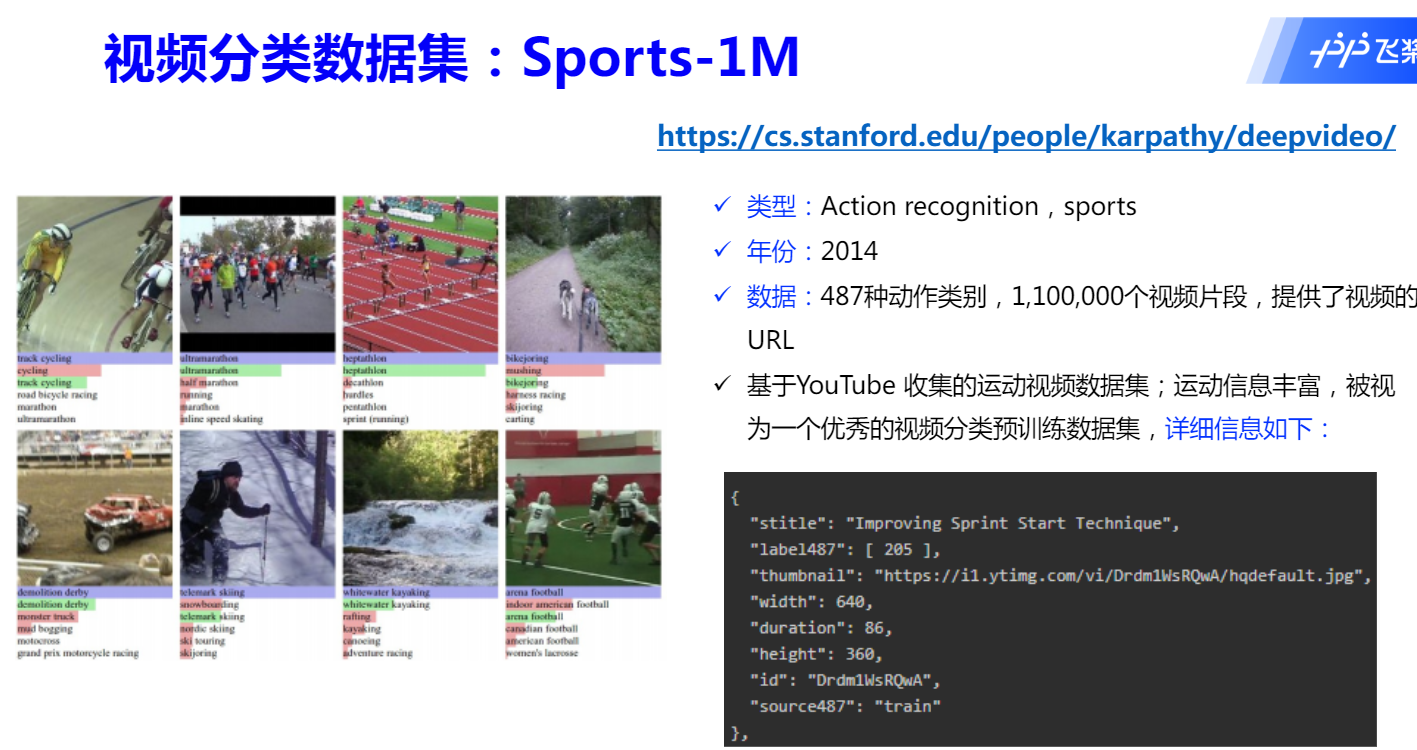 视频分类数据集：Sports-1M
飞桨
https://cs.stanford.edu/people/karpathy/deepvideo/
track cycling
cycling
track cycling
road bicycle racing
marathon
ultramarathon
ultramarathon
ultramarathon
half marathon
running
marathon
inline speed skating
heptathlon
heptathlon
decathlon
hurdles
pentathlon
sprint (running)
bikejoring
mushing
bikejoring
harness racing
skijoring
carting
demolition derby
demolition derby
monster truck
mud bogging
motocross
grand prix motorcycle racing
telemark skiing
snowboarding
telemark skiing
nordic skiing
ski touring
skijoring
whitewater kayaking
whitewater kayaking
rafting
kayaking
canoeing
adventure racing
arena football
indoor american football
arena football
canadian football
american football
women's lacrosse
✓ 类型：Action recognition，sports
✓ 年份：2014
✓ 数据：487种动作类别，1,100,000个视频片段，提供了视频的
URL
✓ 基于YouTube 收集的运动视频数据集；运动信息丰富，被视
为一个优秀的视频分类预训练数据集，详细信息如下：
{
"stitle": "Improving Sprint Start Technique",
"label487": [ 205 ],
"thumbnail": "https://i1.ytimg.com/vi/Drdm1WsRQwA/hqdefault.jpg",
"width": 640,
"duration": 86,
"height": 360,
"id": "Drdm1WsRQwA",
"source487": "train"
},